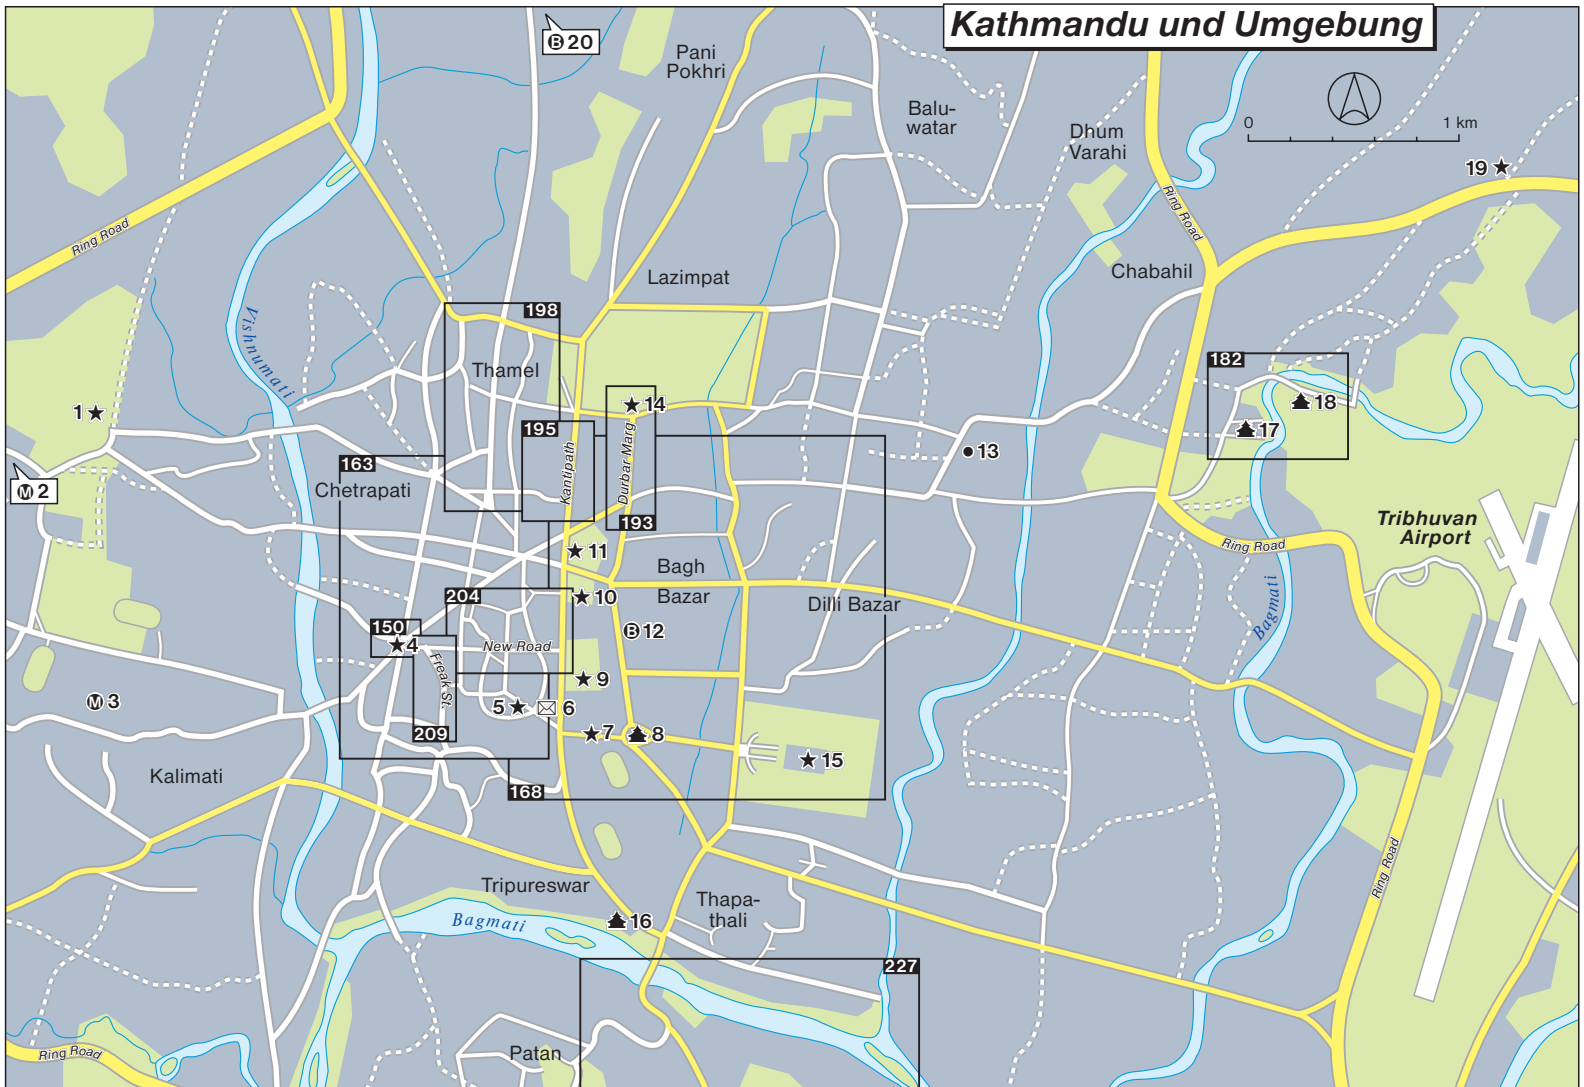 Kathmandu und Umgebung
B 20
Pani
Pokhri
Balu-
watar
Dhum
Varahi
0 1 km
19
Ring Road
Ring Road
Lazimpat
Chabahil
Vishnumati
198
Thamel
182
1
14
18
17
195
Kantipath
Durbar Marg
13
163
Chetrapati
M 2
193
Tribhuvan
Airport
Ring Road
11
Bagh
Bazar
204
10
Dilli Bazar
Bagmati
150
4
B 12
New Road
Freak St.
9
M 3
5
6
209
7
8
15
Kalimati
168
Ring Road
Tripureswar
Thapa-
thali
Bagmati
16
227
Ring Road
Patan